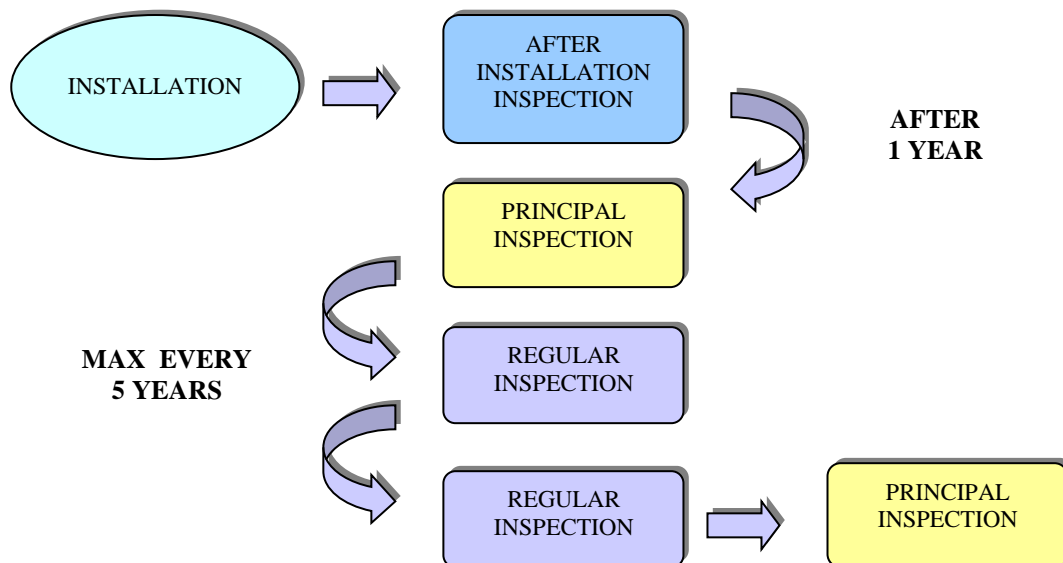 INSTALLATION
AFTER
INSTALLATION
INSPECTION
AFTER
1 YEAR
PRINCIPAL
INSPECTION
MAX EVERY
5 YEARS
REGULAR
INSPECTION
REGULAR
INSPECTION
PRINCIPAL
INSPECTION